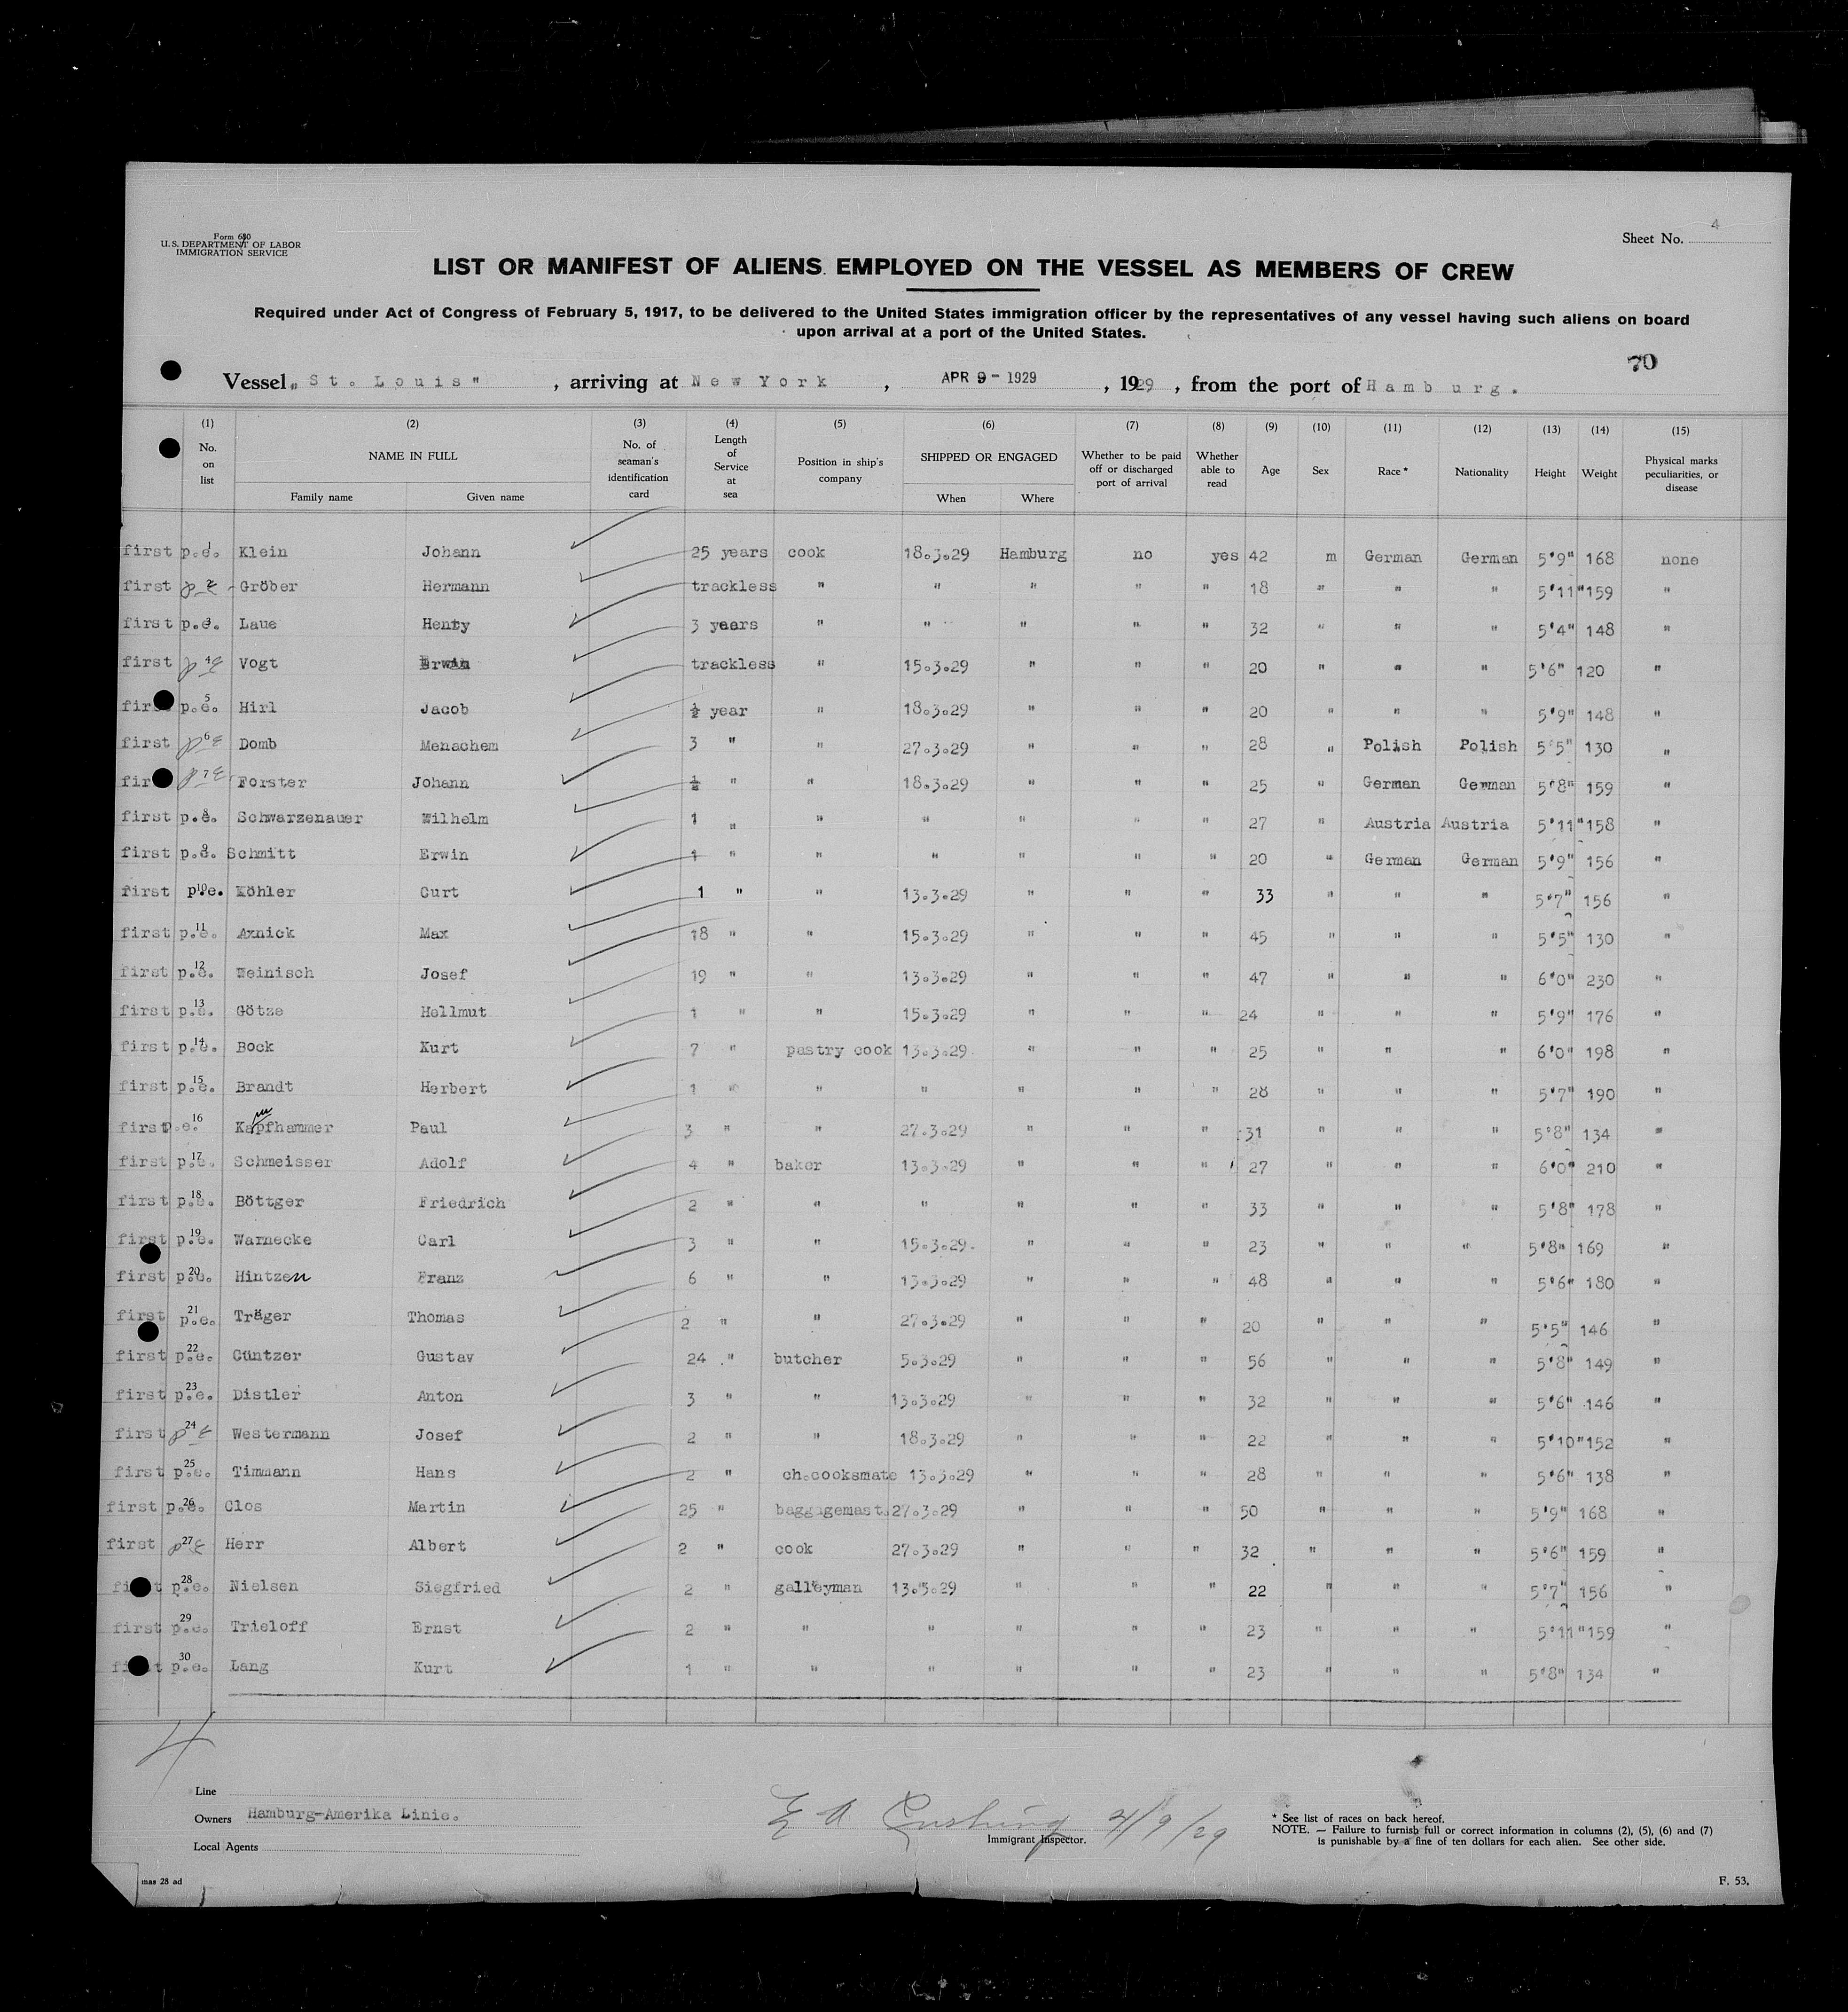 Form 680
U. S. DEPARTMENT OF LABOR
IMMIGRATION SERVICE
Sheet No. 4
LIST OR MANIFEST OF ALIENS EMPLOYED ON THE VESSEL AS MEMBERS OF CREW
Required under Act of Congress of February 5, 1917, to be delivered to the United States immigration officer by the representatives of any vessel having such aliens on board
upon arrival at a port of the United States.
70
Vessel „St. Louis" , arriving at New York , APR 9 - 1929 , 1929 , from the port of Hamburg.
(1) (2) (3) (4) (5) (6) (7) (8) (9) (10) (11) (12) (13) (14) (15)
No. on list NAME IN FULL Family name Given name No. of seaman's identification card Length of Service at sea Position in ship's company SHIPPED OR ENGAGED When Where Whether to be paid off or discharged port of arrival Whether able to read Age Sex Race* Nationality Height Weight Physical marks peculiarities, or disease
first p.e. 1 Klein Johann 25 years cook 18.3.29 Hamburg no yes 42 m German German 5'9" 168 none
first p e 2 Gröber Hermann trackless " " " " " 18 " " " 5'11" 159 "
first p.e. 3 Laue Henty 3 years " " " " " 32 " " " 5'4" 148 "
first p e 4 Vogt Erwin trackless " 15.3.29 " " " 20 " " " 5'6" 120 "
first p.e. 5 Hirl Jacob ½ year " 18.3.29 " " " 20 " " " 5'9" 148 "
first p e 6 Domb Menachem 3 " " 27.3.29 " " " 28 " Polish Polish 5'5" 130 "
first p e 7 Forster Johann ½ " " 18.3.29 " " " 25 " German German 5'8" 159 "
first p.e. 8 Schwarzenauer Wilhelm 1 " " " " " " 27 " Austria Austria 5'11" 158 "
first p.e. 9 Schmitt Erwin 1 " " " " " " 20 " German German 5'9" 156 "
first p.e. 10 Köhler Curt 1 " " 13.3.29 " " " 33 " " " 5'7" 156 "
first p.e. 11 Axnick Max 18 " " 15.3.29 " " " 45 " " " 5'5" 130 "
first p.e. 12 Weinisch Josef 19 " " 13.3.29 " " " 47 " " " 6'0" 230 "
first p.e. 13 Götze Hellmut 1 " " 15.3.29 " " " 24 " " " 5'9" 176 "
first p.e. 14 Bock Kurt 7 " pastry cook 13.3.29 " " " 25 " " " 6'0" 198 "
first p.e. 15 Brandt Herbert 1 " " " " " " 28 " " " 5'7" 190 "
first p.e. 16 Kapfhammer Paul 3 " " 27.3.29 " " " 31 " " " 5'8" 134 "
first p.e. 17 Schmeisser Adolf 4 " baker 13.3.29 " " " 27 " " " 6'0" 210 "
first p.e. 18 Böttger Friedrich 2 " " " " " " 33 " " " 5'8" 178 "
first p.e. 19 Warnecke Carl 3 " " 15.3.29. " " " 23 " " " 5'8" 169 "
first p.e. 20 Hintzen Franz 6 " " 13.3.29 " " " 48 " " " 5'6" 180 "
first p.e. 21 Träger Thomas 2 " " 27.3.29 " " " 20 " " " 5'5" 146 "
first p.e. 22 Güntzer Gustav 24 " butcher 5.3.29 " " " 56 " " " 5'8" 149 "
first p.e. 23 Distler Anton 3 " " 13.3.29 " " " 32 " " " 5'6" 146 "
first p e 24 Westermann Josef 2 " " 18.3.29 " " " 22 " " " 5'10" 152 "
first p.e. 25 Timmann Hans 2 " ch.cooksmate 13.3.29 " " " 28 " " " 5'6" 138 "
first p.e. 26 Clos Martin 25 " baggagemast. 27.3.29 " " " 50 " " " 5'9" 168 "
first p e 27 Herr Albert 2 " cook 27.3.29 " " " 32 " " " 5'6" 159 "
first p.e. 28 Nielsen Siegfried 2 " galleyman 13.3.29 " " " 22 " " " 5'7" 156 "
first p.e. 29 Trieloff Ernst 2 " " " " " " 23 " " " 5'11" 159 "
first p.e. 30 Lang Kurt 1 " " " " " " 23 " " " 5'8" 134 "
4
Line
Owners Hamburg-Amerika Linie.
Local Agents
E A Cushing 4/9/29
Immigrant Inspector.
* See list of races on back hereof.
NOTE. — Failure to furnish full or correct information in columns (2), (5), (6) and (7)
is punishable by a fine of ten dollars for each alien. See other side.
mas 28 ad
F. 53.